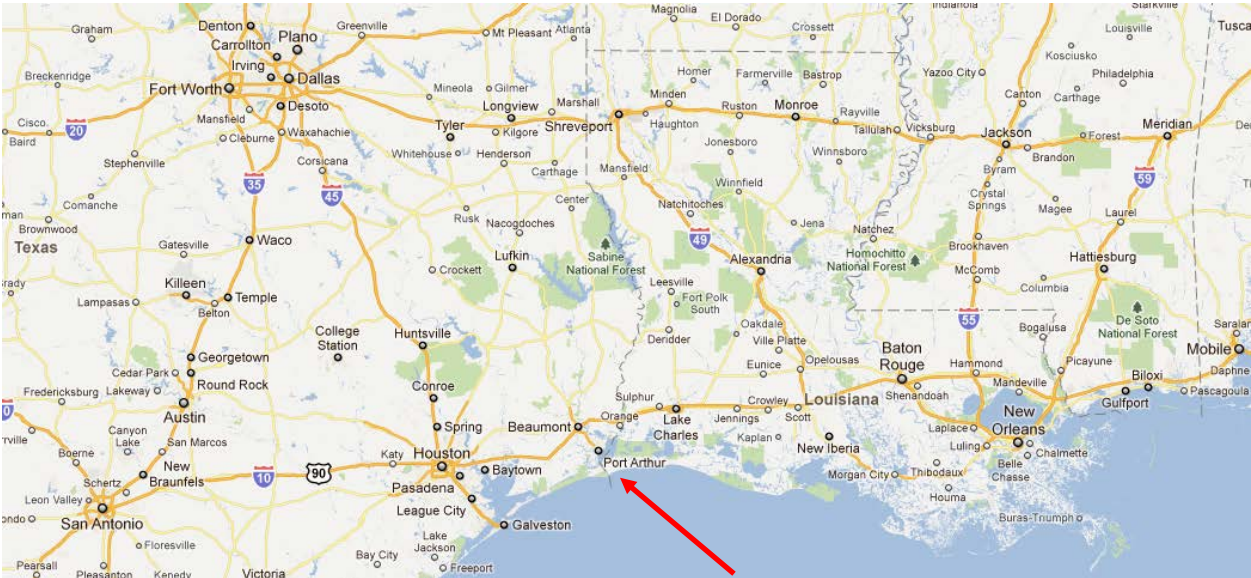 Magnolia
El Dorado
Crossett
Indianola
Starkville
Graham
Denton
Greenville
Mt Pleasant
Atlanta
Louisville
Tusca
Plano
Carrollton
Kosciusko
Irving
Dallas
Breckenridge
Homer
Farmerville
Bastrop
Yazoo City
Philadelphia
Fort Worth
Mineola
Gilmer
Longview
Marshall
Minden
Canton
Carthage
Desoto
Ruston
Monroe
Rayville
Cisco
20
Mansfield
Tyler
Shreveport
Haughton
Tallulah
Vicksburg
Jackson
Forest
Meridian
Baird
Cleburne
Waxahachie
Kilgore
Jonesboro
Winnsboro
Brandon
Stephenville
Corsicana
Whitehouse
Henderson
Carthage
Mansfield
Byram
35
45
Winnfield
Crystal
Springs
59
Comanche
Rusk
Nacogdoches
Center
Natchitoches
Jena
Magee
Laurel
Brownwood
Natchez
Texas
Waco
49
Gatesville
Lufkin
Sabine
National Forest
Alexandria
Homochitto
National Forest
Brookhaven
Hattiesburg
Crockett
McComb
Killeen
Temple
Leesville
Columbia
Lampasas
Belton
Fort Polk
South
De Soto
National Forest
College
Station
Huntsville
Oakdale
55
Bogalusa
Deridder
Ville Platte
Mobile
Georgetown
Eunice
Opelousas
Baton
Rouge
Hammond
Picayune
Cedar Park
Round Rock
Daphne
Conroe
Mandeville
Biloxi
Fredericksburg
Lakeway
Sulphur
Crowley
Louisiana
Shenandoah
Gulfport
Pascagoula
Austin
Orange
Lake
Charles
Jennings
Scott
New
Orleans
Canyon
Lake
Spring
Beaumont
Laplace
San Marcos
Kaplan
New Iberia
Luling
Chalmette
Boerne
Katy
Houston
Port Arthur
Belle
Chasse
Schertz
New
Braunfels
10
90
Baytown
Morgan City
Thibodaux
Pasadena
Leon Valley
Houma
League City
San Antonio
Galveston
Buras-Triumph
Floresville
Lake
Jackson
Bay City
Freeport
Pearsall
Pleasanton
Kenedy
Victoria